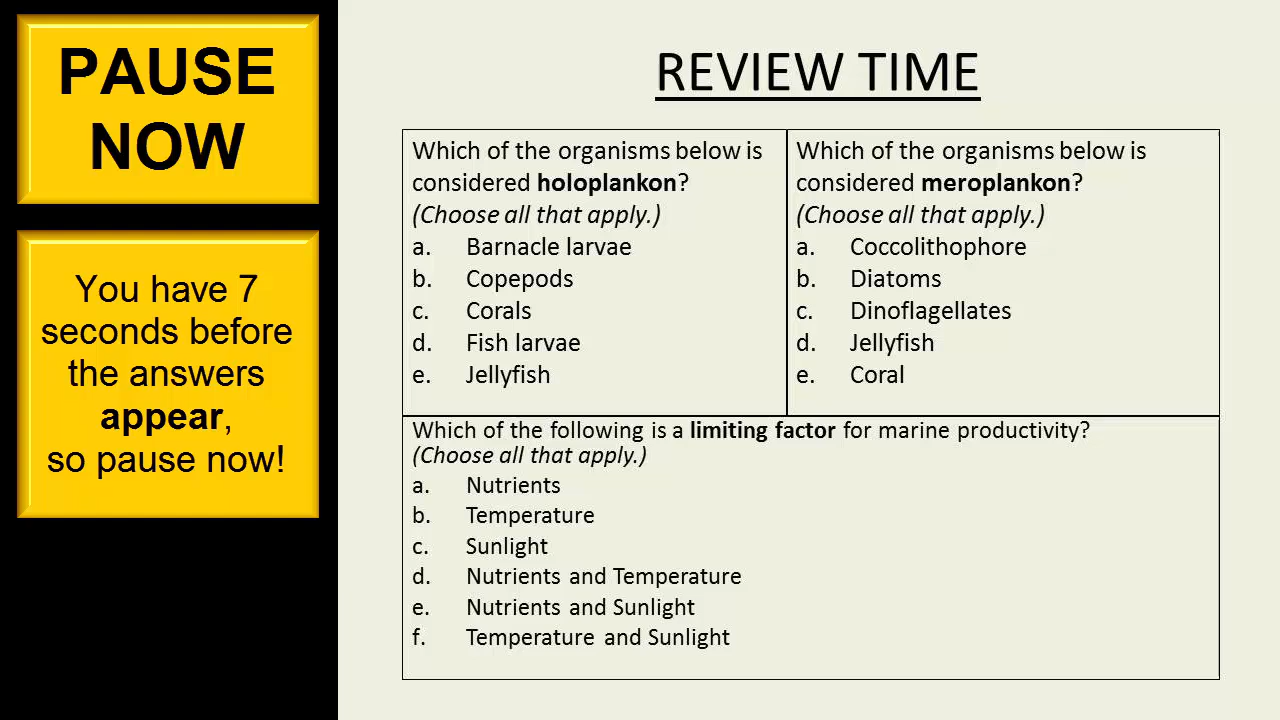 PAUSE
NOW
You have 7
seconds before
the answers
appear,
so pause now!
REVIEW TIME
Which of the organisms below is
considered holoplankon?
(Choose all that apply.)
a. Barnacle larvae
b. Copepods
c. Corals
d. Fish larvae
e. Jellyfish
Which of the organisms below is
considered meroplankon?
(Choose all that apply.)
a. Coccolithophore
b. Diatoms
c. Dinoflagellates
d. Jellyfish
e. Coral
Which of the following is a limiting factor for marine productivity?
(Choose all that apply.)
a. Nutrients
b. Temperature
c. Sunlight
d. Nutrients and Temperature
e. Nutrients and Sunlight
f. Temperature and Sunlight